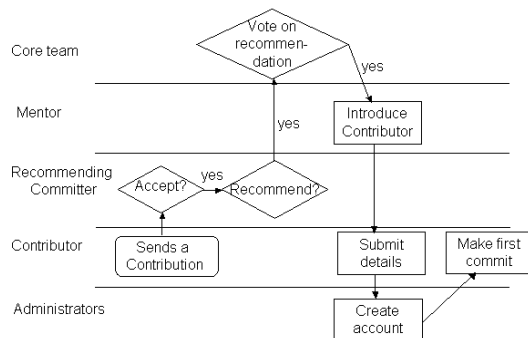 Core team
Vote on
recommen-
dation
yes
Mentor
Introduce
Contributor
yes
Recommending
Committer
Accept?
yes
Recommend?
Contributor
Sends a
Contribution
Submit
details
Make first
commit
Administrators
Create
account